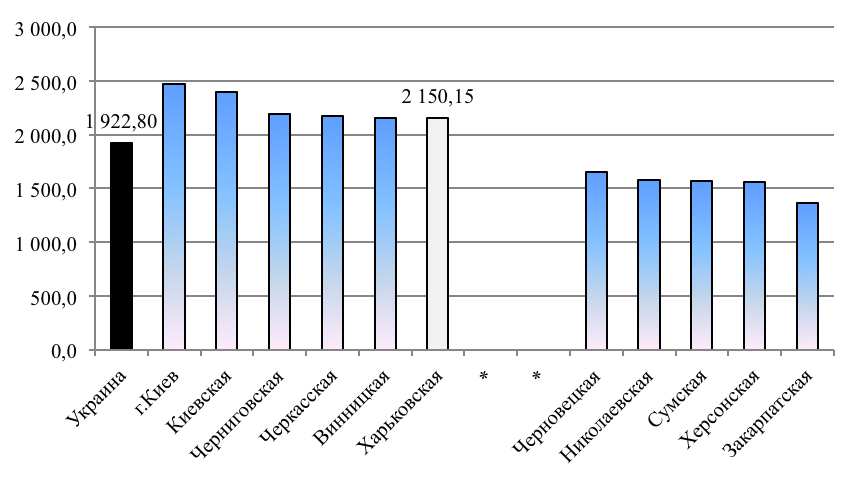 3 000,0
2 500,0
2 000,0
1 500,0
1 000,0
500,0
0,0
1 922,80
2 150,15
Украина
г.Киев
Киевская
Черниговская
Черкасская
Винницкая
Харьковская
*
*
Черновецкая
Николаевская
Сумская
Херсонская
Закарпатская